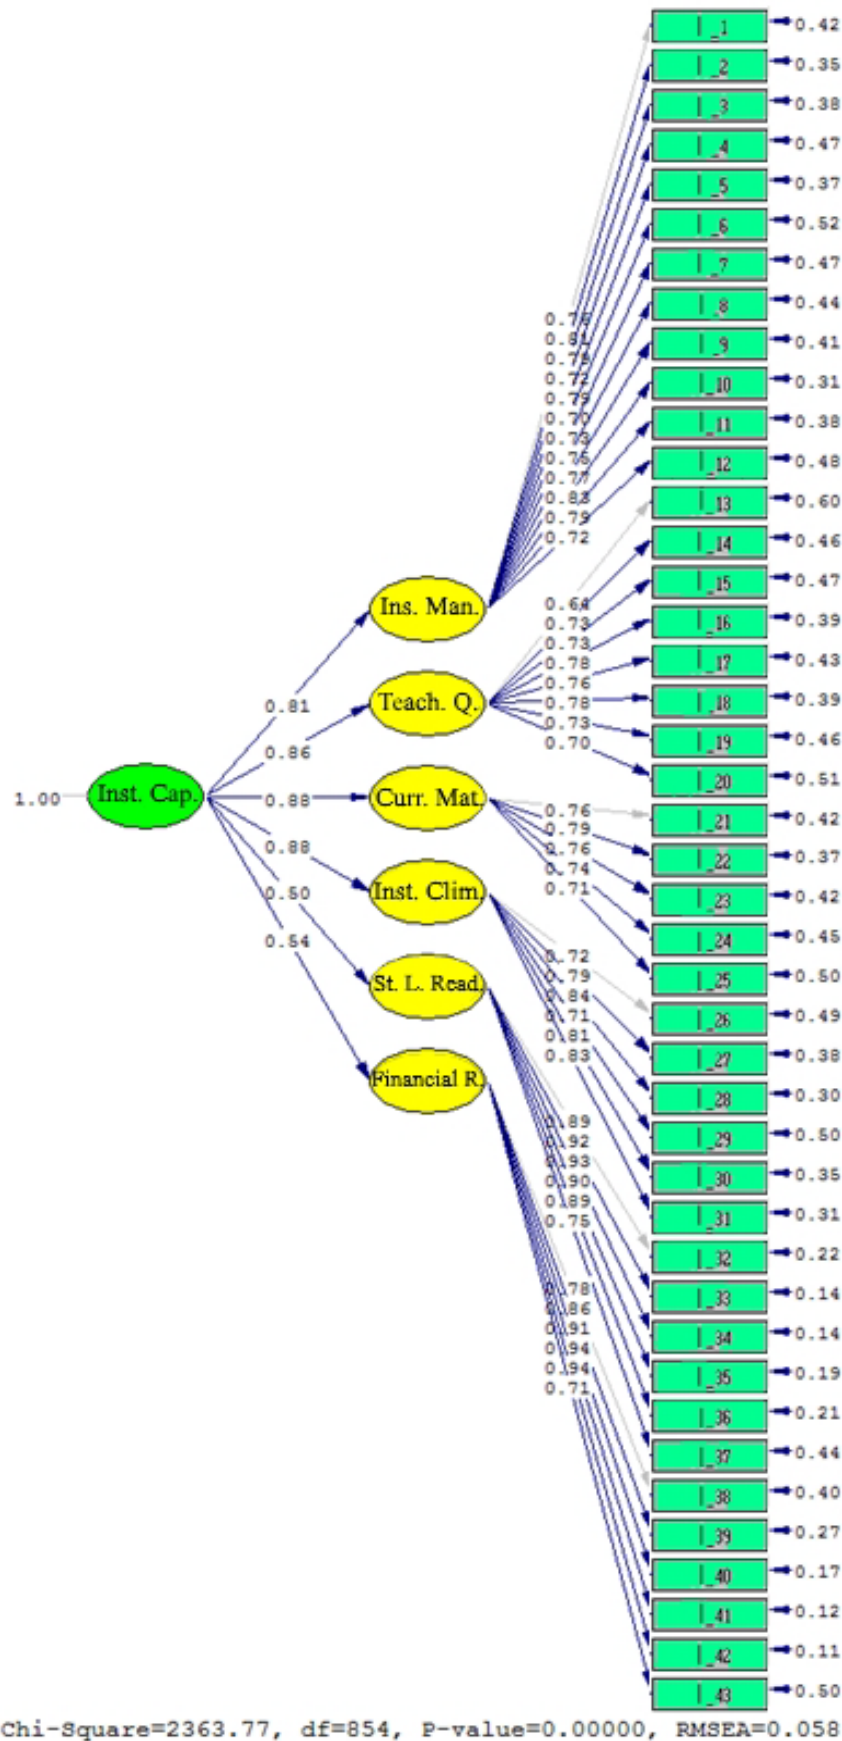 I_1 0.42
I_2 0.35
I_3 0.38
I_4 0.47
I_5 0.37
I_6 0.52
I_7 0.47
I_8 0.44
I_9 0.41
I_10 0.31
I_11 0.38
I_12 0.48
I_13 0.60
I_14 0.46
I_15 0.47
I_16 0.39
I_17 0.43
I_18 0.39
I_19 0.46
I_20 0.51
I_21 0.42
I_22 0.37
I_23 0.42
I_24 0.45
I_25 0.50
I_26 0.49
I_27 0.38
I_28 0.30
I_29 0.50
I_30 0.35
I_31 0.31
I_32 0.22
I_33 0.14
I_34 0.14
I_35 0.19
I_36 0.21
I_37 0.44
I_38 0.40
I_39 0.27
I_40 0.17
I_41 0.12
I_42 0.11
I_43 0.50
0.76
0.81
0.79
0.72
0.79
0.70
0.73
0.75
0.77
0.83
0.79
0.72
0.64
0.73
0.73
0.78
0.76
0.78
0.73
0.70
0.76
0.79
0.76
0.74
0.71
0.72
0.79
0.84
0.71
0.81
0.83
0.89
0.92
0.93
0.90
0.89
0.75
0.78
0.86
0.91
0.94
0.94
0.71
Ins. Man.
Teach. Q.
Curr. Mat.
Inst. Clim.
St. L. Read.
Financial R.
0.81
0.86
0.88
0.88
0.50
0.54
1.00
Inst. Cap.
Chi-Square=2363.77, df=854, P-value=0.00000, RMSEA=0.058